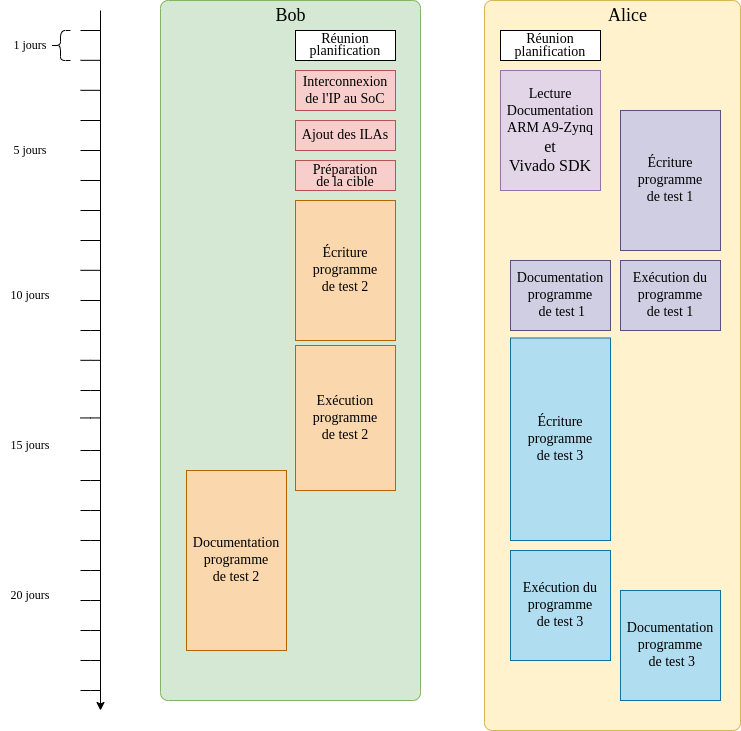 Bob
Alice
1 jours
5 jours
10 jours
15 jours
20 jours
Réunion
planification
Interconnexion
de l'IP au SoC
Ajout des ILAs
Préparation
de la cible
Écriture
programme
de test 2
Exécution
programme
de test 2
Documentation
programme
de test 2
Réunion
planification
Lecture
Documentation
ARM A9-Zynq
et
Vivado SDK
Écriture
programme
de test 1
Documentation
programme
de test 1
Exécution du
programme
de test 1
Écriture
programme
de test 3
Exécution du
programme
de test 3
Documentation
programme
de test 3